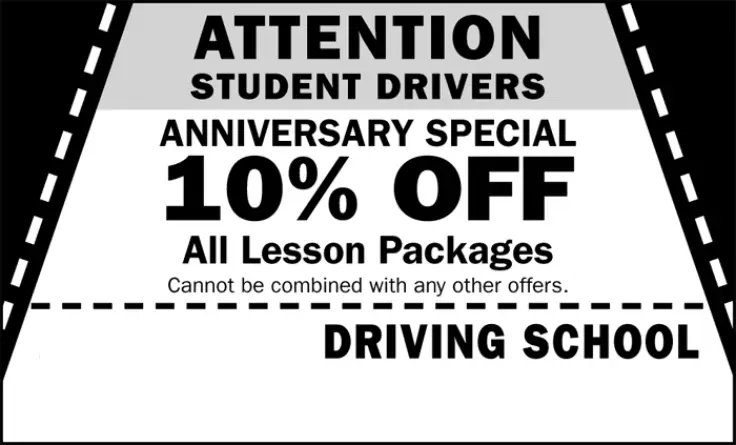 ATTENTION
STUDENT DRIVERS
ANNIVERSARY SPECIAL
10% OFF
All Lesson Packages
Cannot be combined with any other offers.
DRIVING SCHOOL